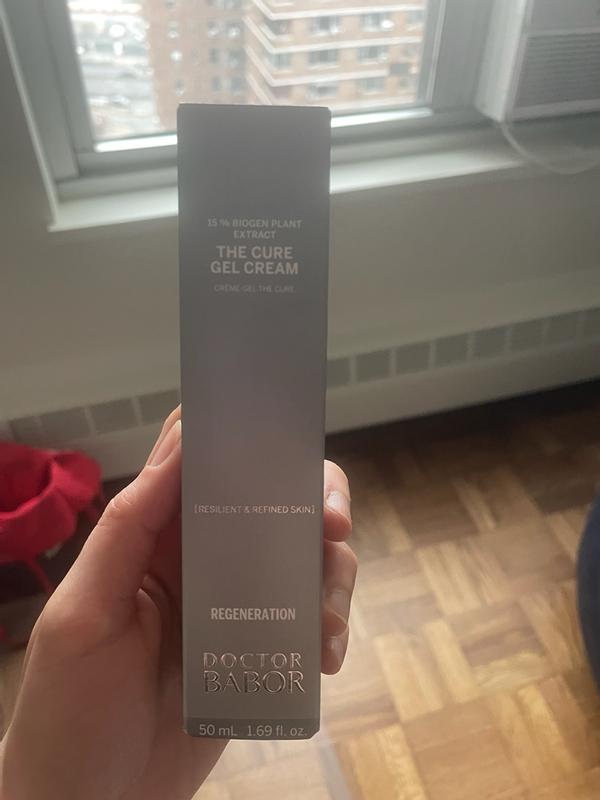 15 % BIOGEN PLANT
EXTRACT
THE CURE
GEL CREAM
CRÈME-GEL THE CURE
[RESILIENT & REFINED SKIN]
REGENERATION
DOCTOR
BABOR
50 mL 1.69 fl. oz.